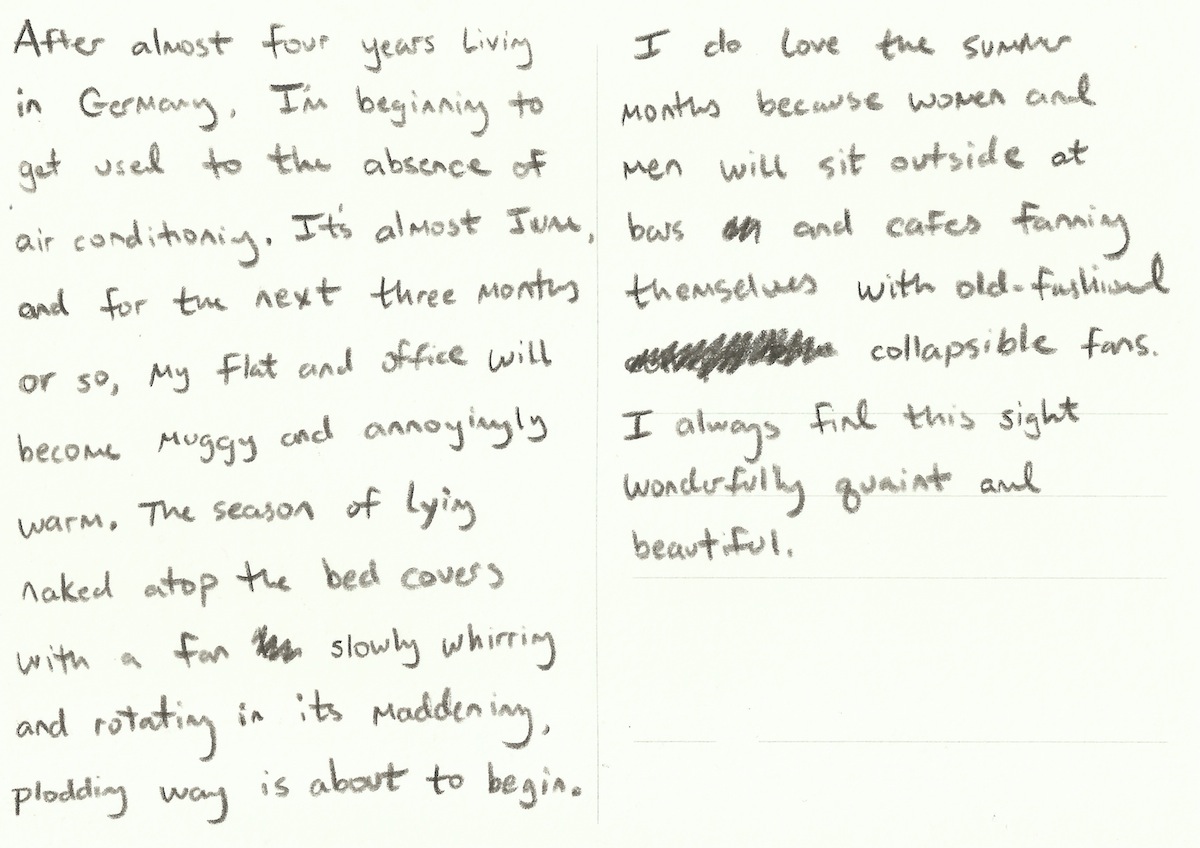 After almost four years living
in Germany, I'm beginning to
get used to the absence of
air conditioning. It's almost June,
and for the next three months
or so, my flat and office will
become muggy and annoyingly
warm. The season of lying
naked atop the bed covers
with a fan slowly whirring
and rotating in its maddening,
plodding way is about to begin.
I do love the summer
months because women and
men will sit outside at
bars and cafes fanning
themselves with old-fashioned
collapsible fans.
I always find this sight
wonderfully quaint and
beautiful.